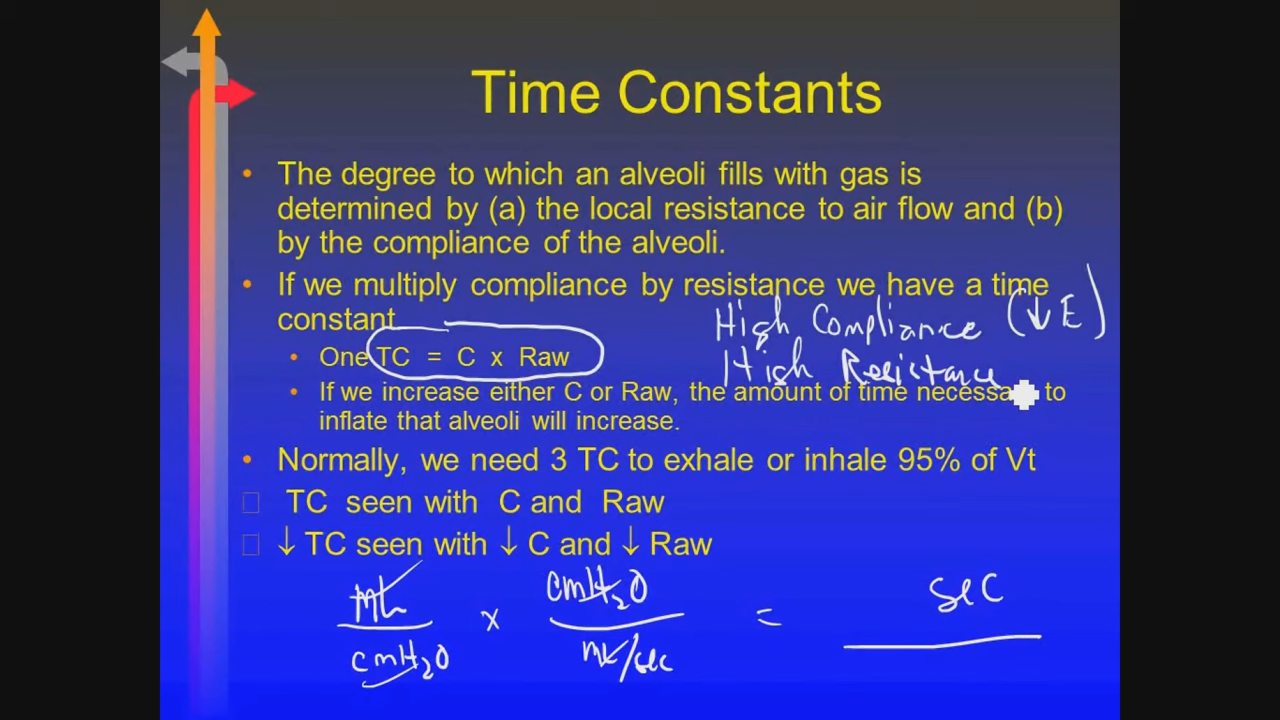 Time Constants
• The degree to which an alveoli fills with gas is
determined by (a) the local resistance to air flow and (b)
by the compliance of the alveoli.
• If we multiply compliance by resistance we have a time
constant
High Compliance (↓E)
• One TC = C x Raw
High Resistance
• If we increase either C or Raw, the amount of time to
inflate that alveoli will increase.
• Normally, we need 3 TC to exhale or inhale 95% of Vt
□ TC seen with C and Raw
□ ↓ TC seen with ↓ C and ↓ Raw
mL cmH₂O sec
x =
cmH₂O mL/sec